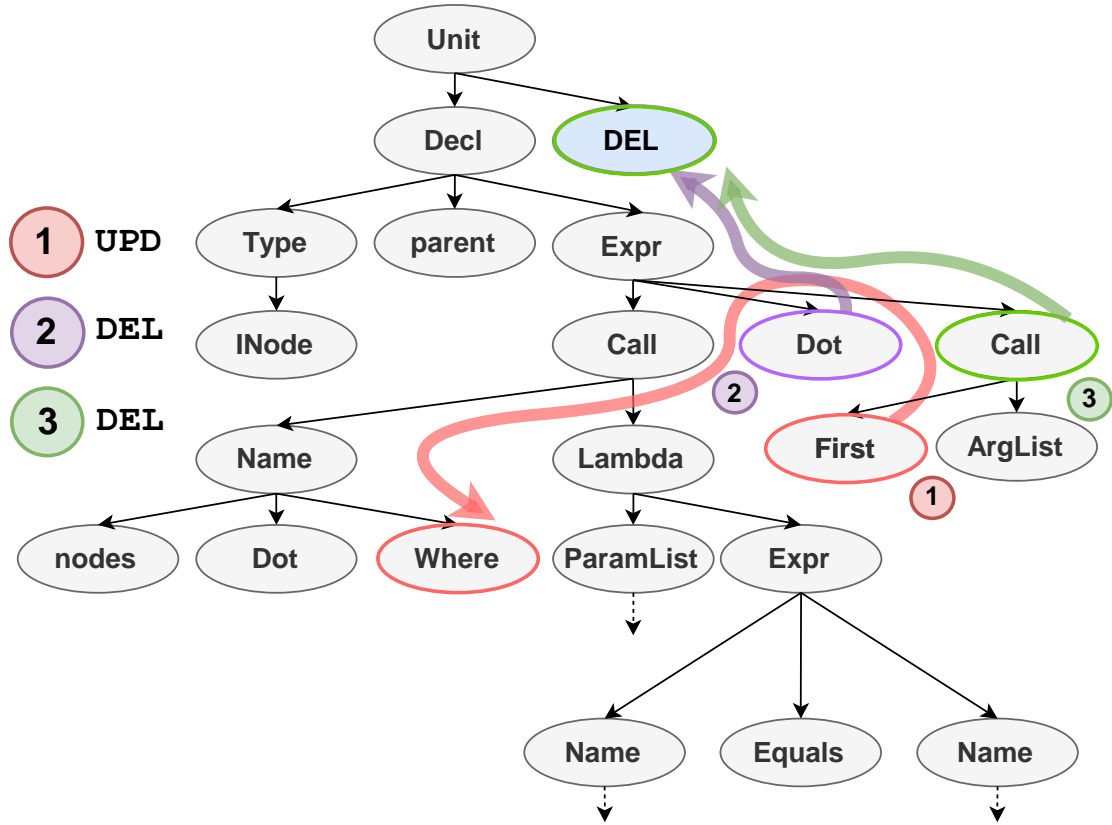 Unit
Decl
DEL
1 UPD
Type
parent
Expr
2 DEL
INode
Call
Dot
Call
2
3
3 DEL
Name
Lambda
First
ArgList
1
nodes
Dot
Where
ParamList
Expr
Name
Equals
Name